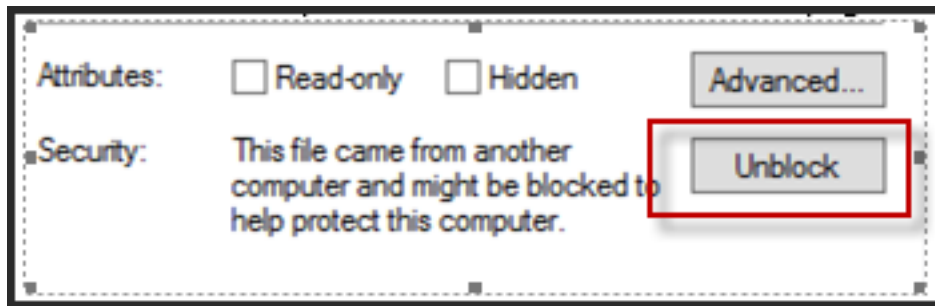 Attributes: Read-only Hidden Advanced...
Security: This file came from another Unblock
computer and might be blocked to
help protect this computer.